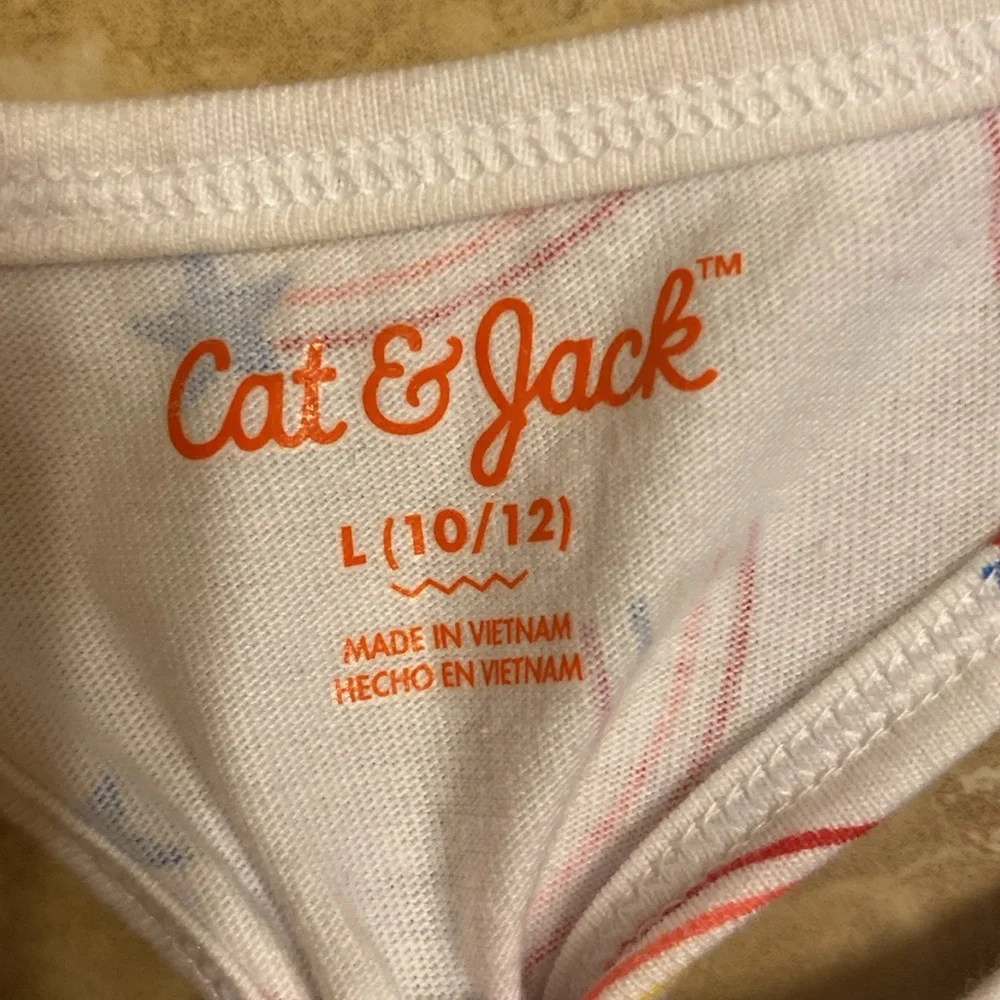 Cat & Jack™
L (10/12)
MADE IN VIETNAM
HECHO EN VIETNAM